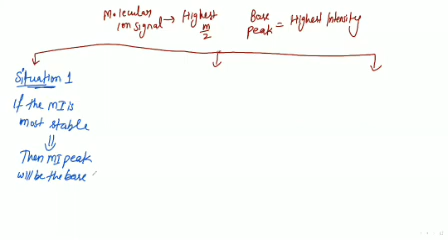 Molecular ion signal → Highest m/z
Base peak = Highest Intensity
Situation 1
If the MI is
most stable
⇓
Then MI peak
will be the base